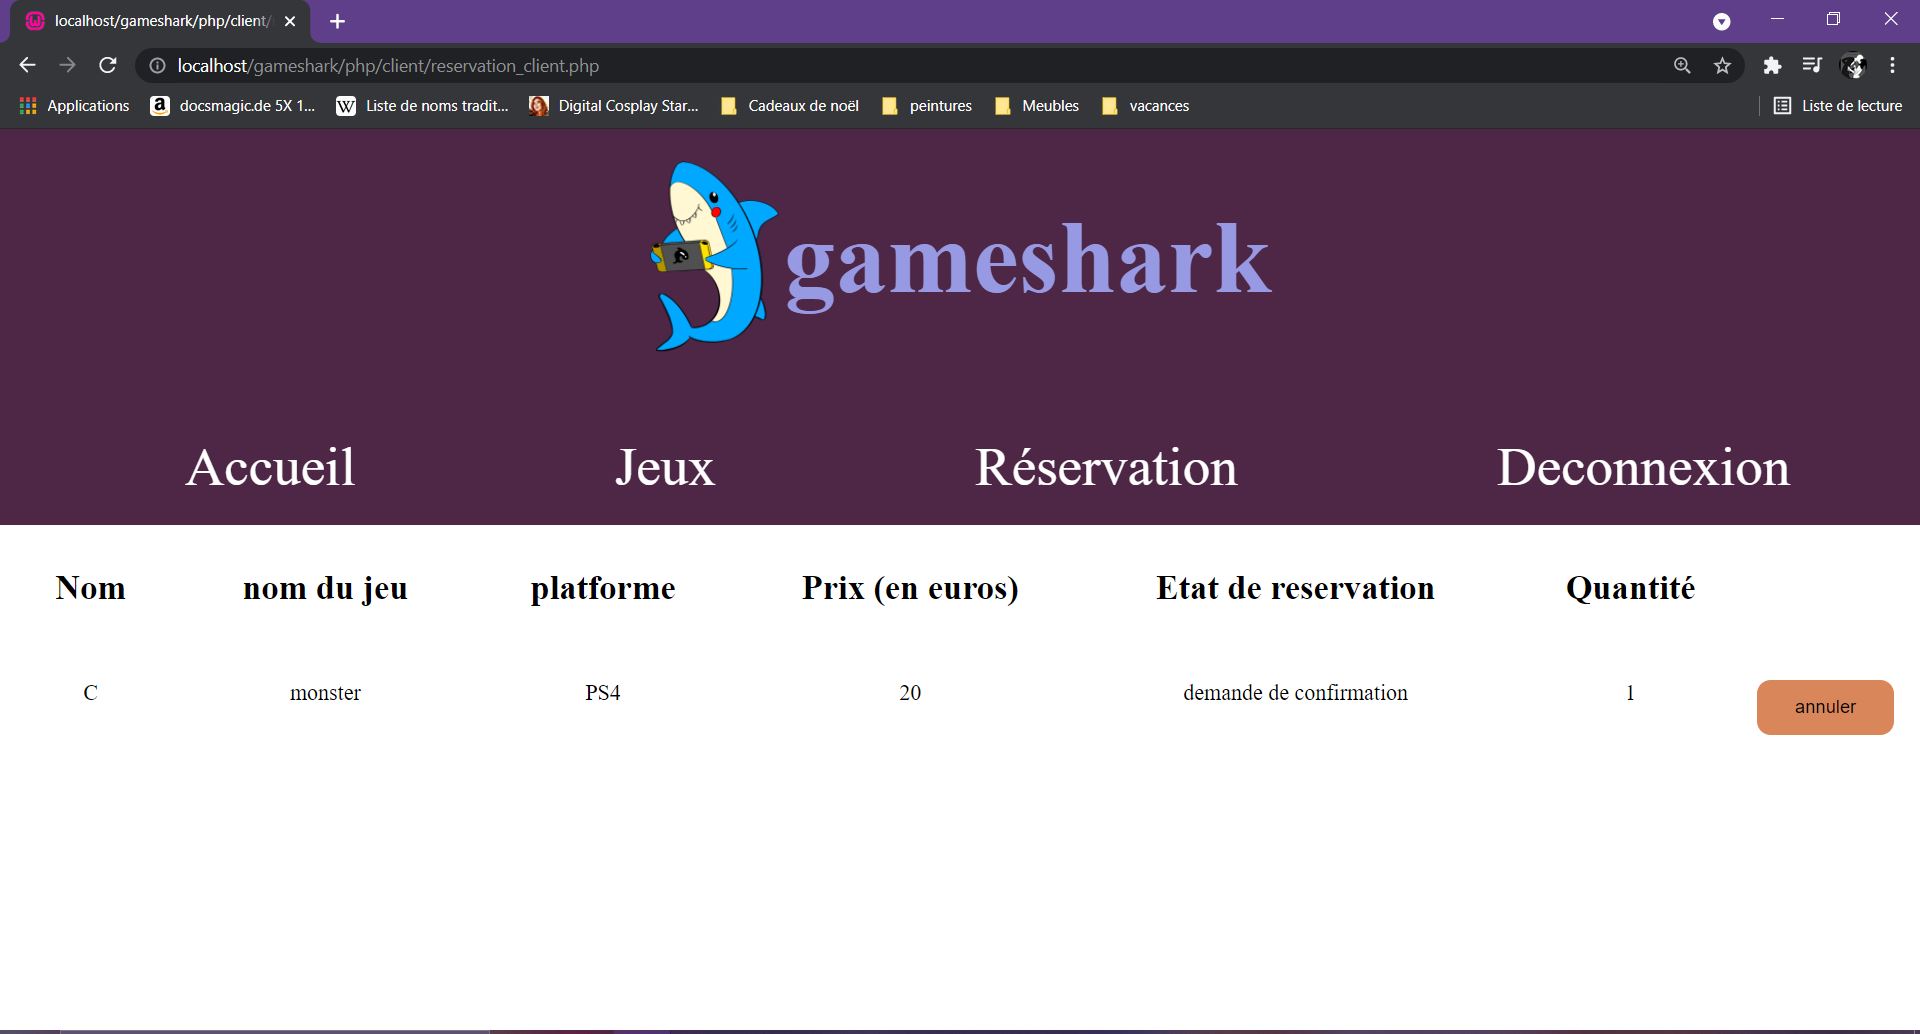 localhost/gameshark/php/client/
localhost/gameshark/php/client/reservation_client.php
Applications
docsmagic.de 5X 1...
Liste de noms tradit...
Digital Cosplay Star...
Cadeaux de noël
peintures
Meubles
vacances
Liste de lecture
gameshark
Accueil Jeux Réservation Deconnexion
Nom nom du jeu platforme Prix (en euros) Etat de reservation Quantité
C monster PS4 20 demande de confirmation 1 annuler